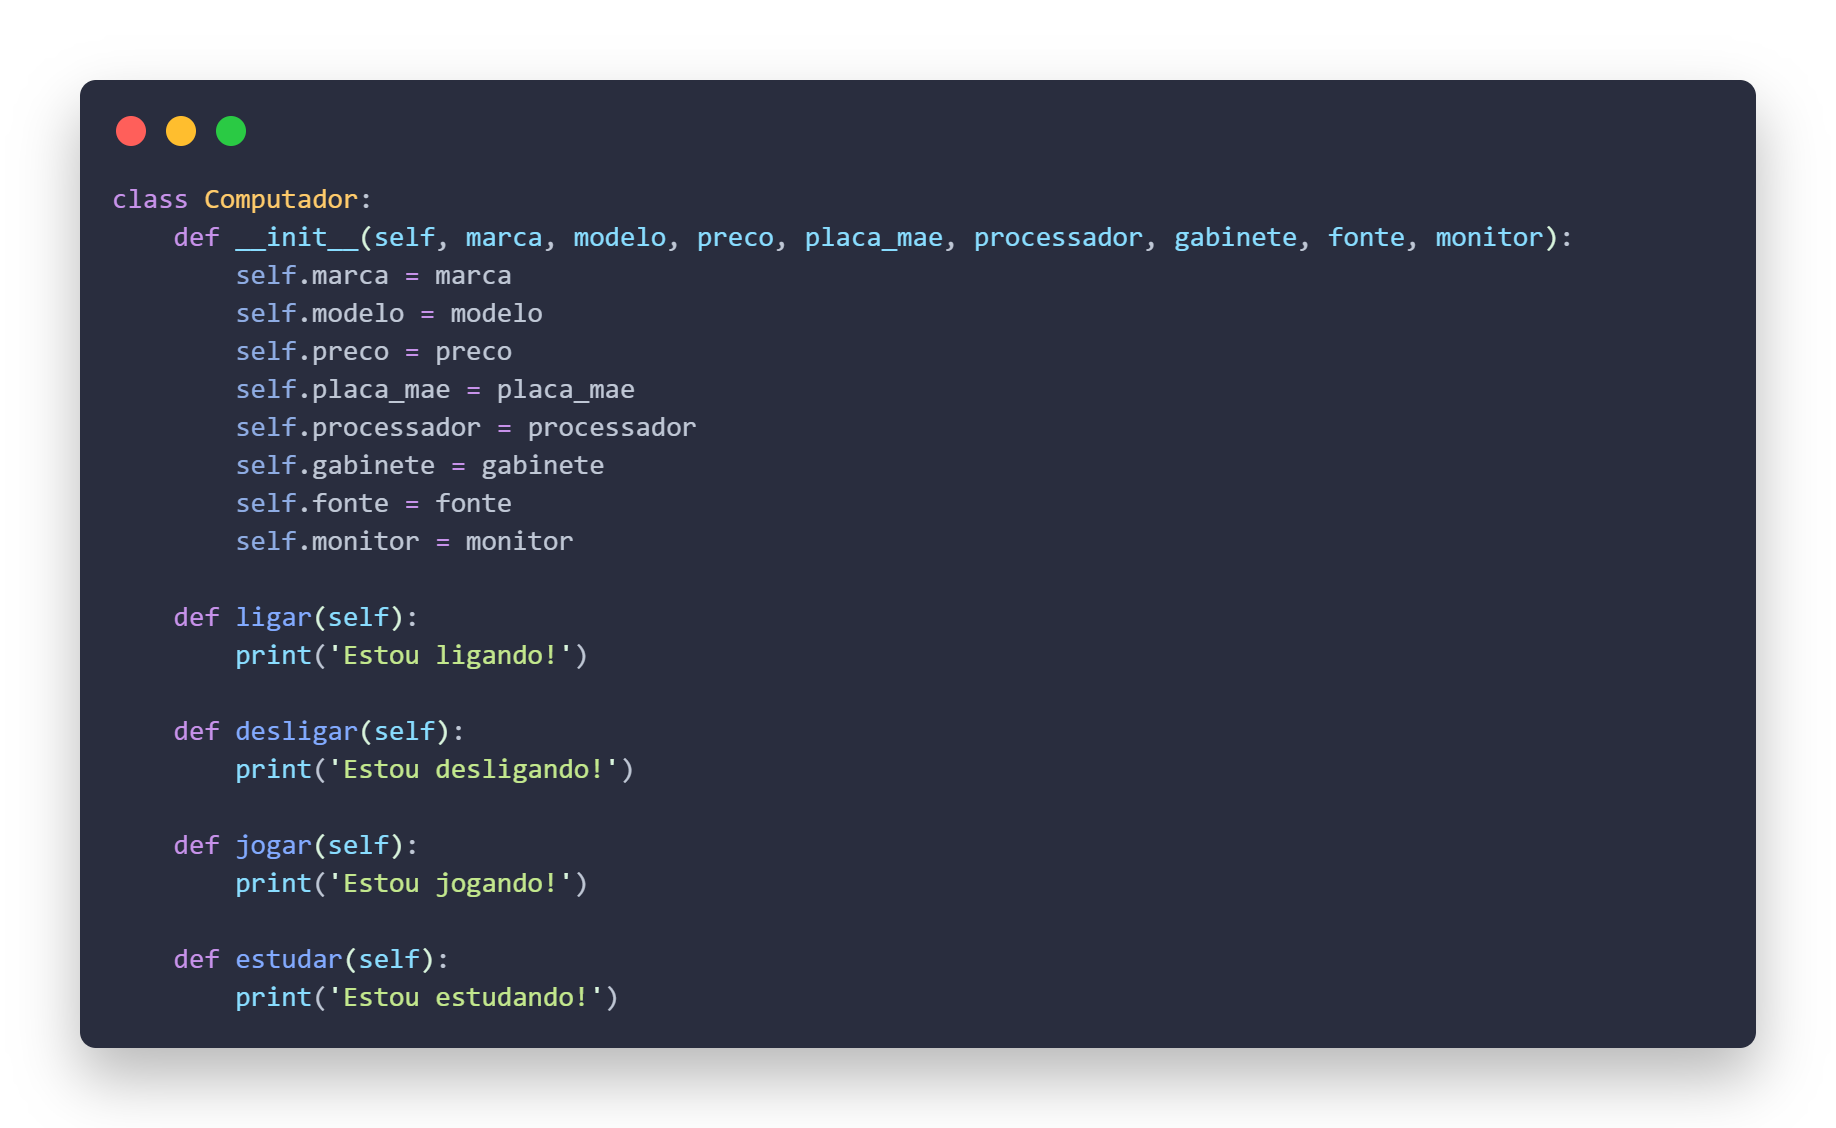 class Computador:
    def __init__(self, marca, modelo, preco, placa_mae, processador, gabinete, fonte, monitor):
        self.marca = marca
        self.modelo = modelo
        self.preco = preco
        self.placa_mae = placa_mae
        self.processador = processador
        self.gabinete = gabinete
        self.fonte = fonte
        self.monitor = monitor

    def ligar(self):
        print('Estou ligando!')

    def desligar(self):
        print('Estou desligando!')

    def jogar(self):
        print('Estou jogando!')

    def estudar(self):
        print('Estou estudando!')